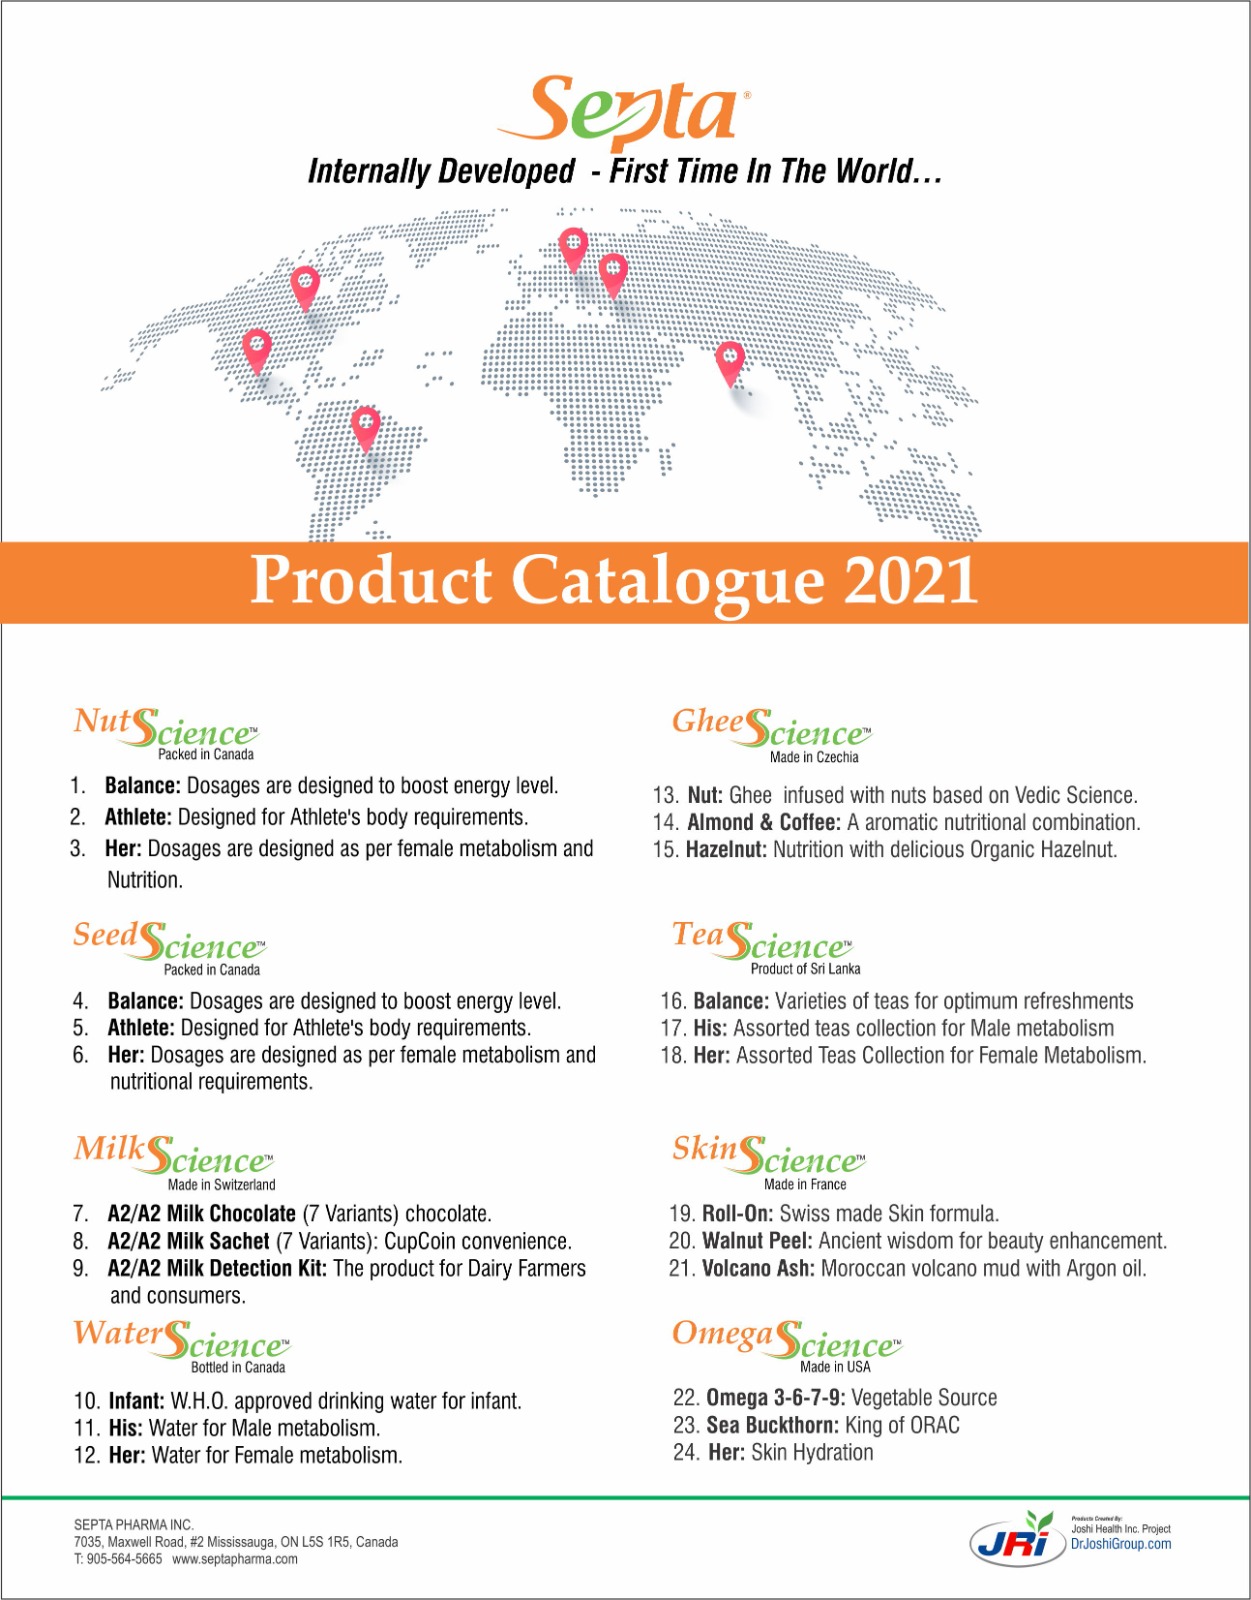 Septa®
Internally Developed - First Time In The World...
Product Catalogue 2021
NutScience™
Packed in Canada
1. Balance: Dosages are designed to boost energy level.
2. Athlete: Designed for Athlete's body requirements.
3. Her: Dosages are designed as per female metabolism and
Nutrition.
SeedScience™
Packed in Canada
4. Balance: Dosages are designed to boost energy level.
5. Athlete: Designed for Athlete's body requirements.
6. Her: Dosages are designed as per female metabolism and
nutritional requirements.
MilkScience™
Made in Switzerland
7. A2/A2 Milk Chocolate (7 Variants) chocolate.
8. A2/A2 Milk Sachet (7 Variants): CupCoin convenience.
9. A2/A2 Milk Detection Kit: The product for Dairy Farmers
and consumers.
WaterScience™
Bottled in Canada
10. Infant: W.H.O. approved drinking water for infant.
11. His: Water for Male metabolism.
12. Her: Water for Female metabolism.
GheeScience™
Made in Czechia
13. Nut: Ghee infused with nuts based on Vedic Science.
14. Almond & Coffee: A aromatic nutritional combination.
15. Hazelnut: Nutrition with delicious Organic Hazelnut.
TeaScience™
Product of Sri Lanka
16. Balance: Varieties of teas for optimum refreshments
17. His: Assorted teas collection for Male metabolism
18. Her: Assorted Teas Collection for Female Metabolism.
SkinScience™
Made in France
19. Roll-On: Swiss made Skin formula.
20. Walnut Peel: Ancient wisdom for beauty enhancement.
21. Volcano Ash: Moroccan volcano mud with Argon oil.
OmegaScience™
Made in USA
22. Omega 3-6-7-9: Vegetable Source
23. Sea Buckthorn: King of ORAC
24. Her: Skin Hydration
SEPTA PHARMA INC.
7035, Maxwell Road, #2 Mississauga, ON L5S 1R5, Canada
T: 905-564-5665 www.septapharma.com
JRi
Products Created By:
Joshi Health Inc. Project
DrJoshiGroup.com